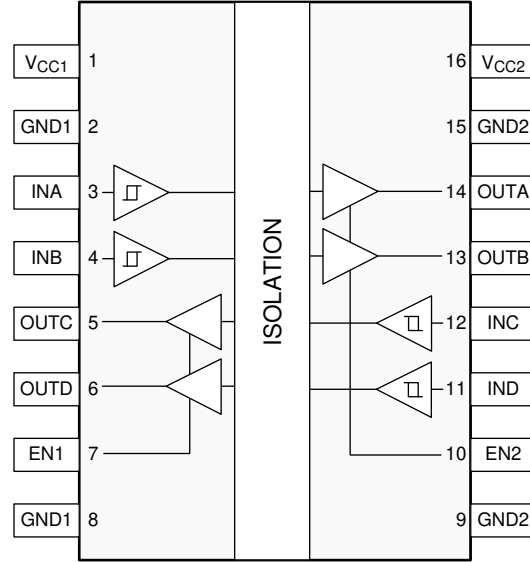 VCC1 1 16 VCC2
GND1 2 15 GND2
INA 3 14 OUTA
INB 4 13 OUTB
ISOLATION
OUTC 5 12 INC
OUTD 6 11 IND
EN1 7 10 EN2
GND1 8 9 GND2